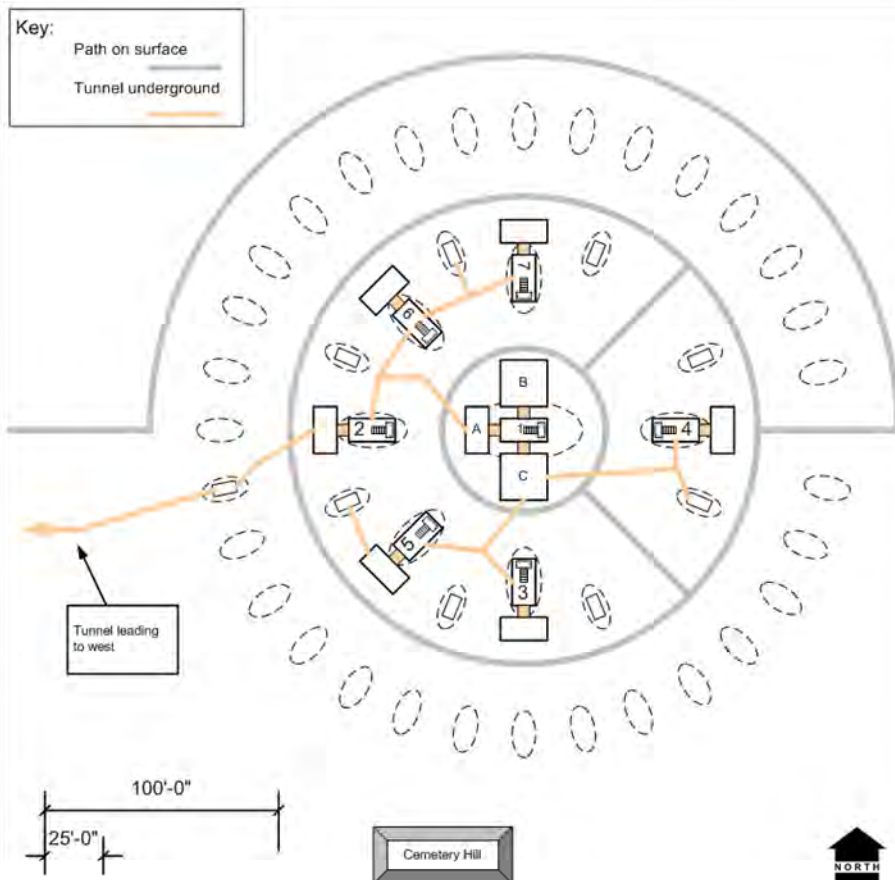 Key:
Path on surface
Tunnel underground
7
6
B
A
1
2
4
C
5
3
Tunnel leading
to west
100'-0"
25'-0"
Cemetery Hill
NORTH